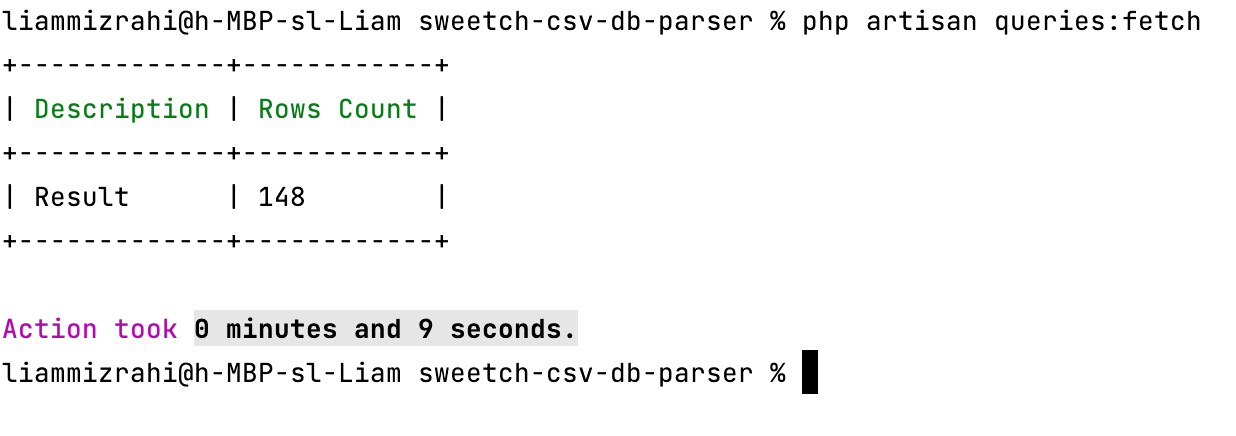 liammizrahi@h-MBP-sl-Liam sweetch-csv-db-parser % php artisan queries:fetch
+-------------+------------+
| Description | Rows Count |
+-------------+------------+
| Result      | 148        |
+-------------+------------+
Action took 0 minutes and 9 seconds.
liammizrahi@h-MBP-sl-Liam sweetch-csv-db-parser %